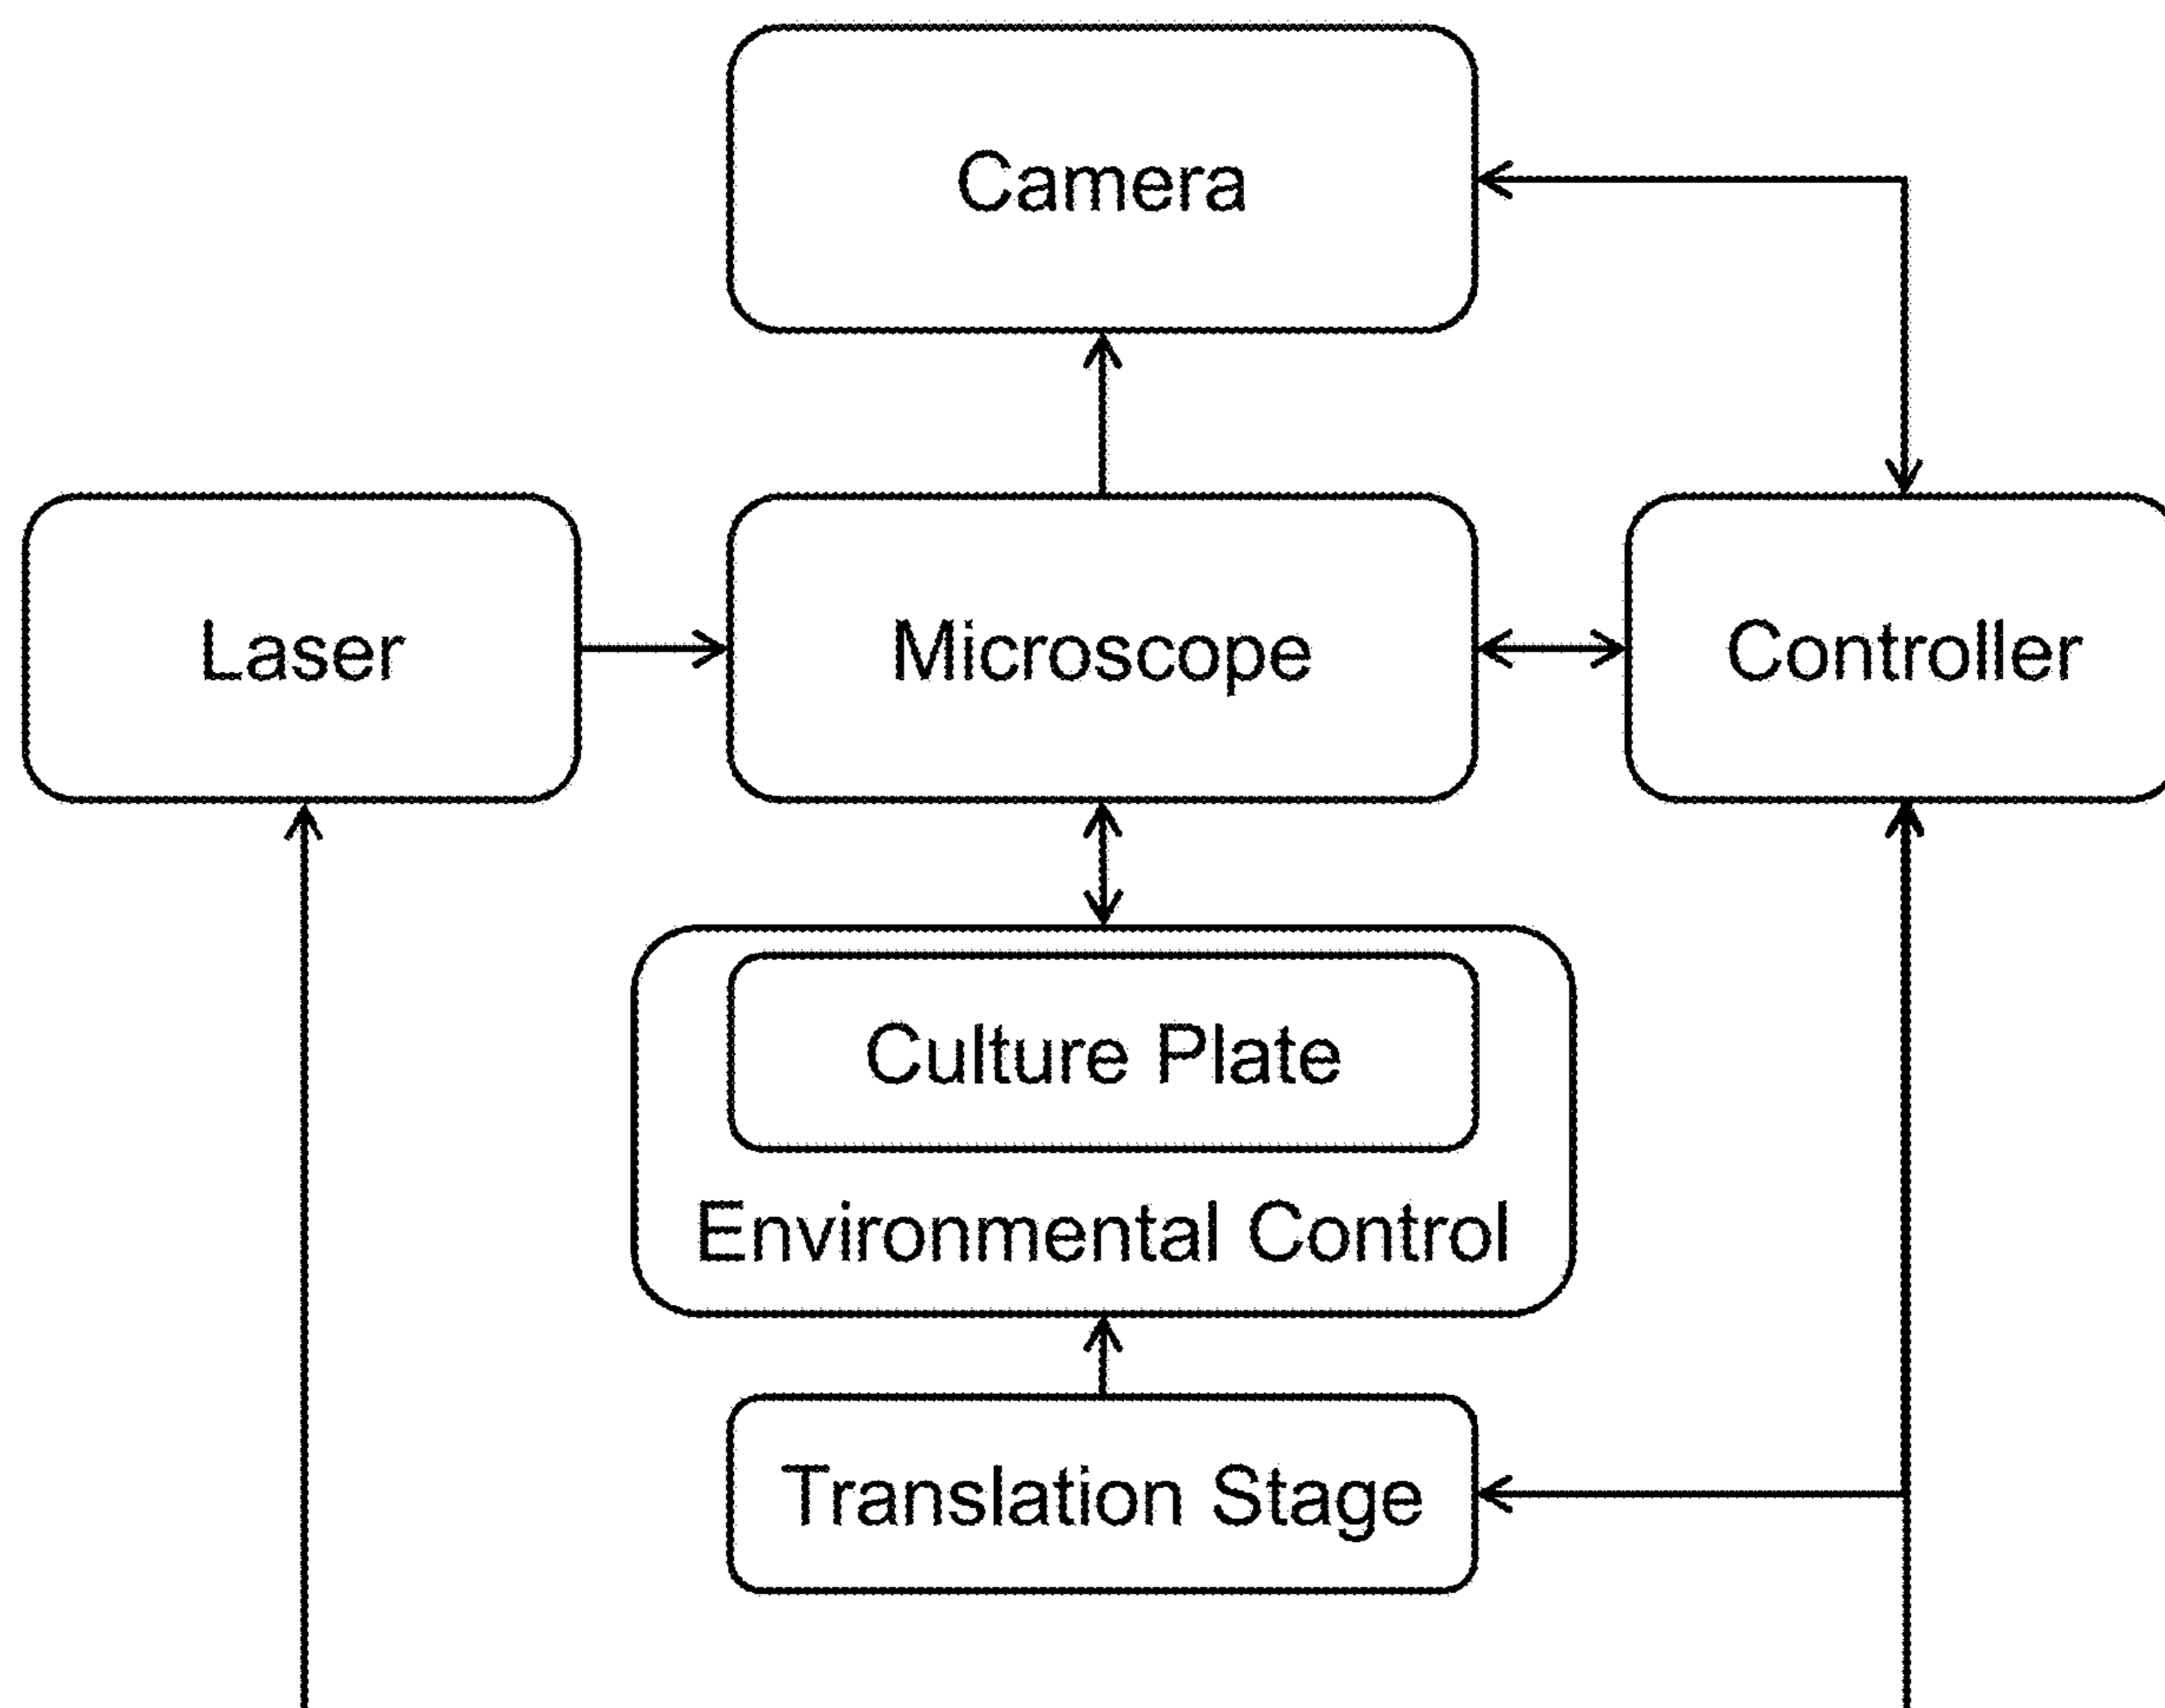 Camera
Laser
Microscope
Controller
Culture Plate
Environmental Control
Translation Stage